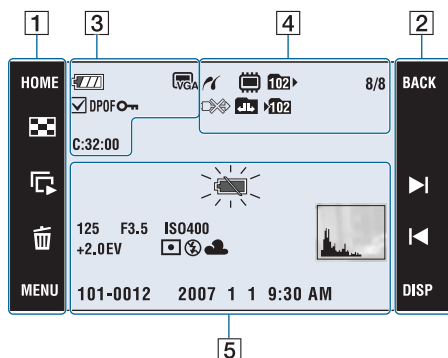 1 3 4 2
HOME VGA 102 8/8 BACK
DPOF 102
C:32:00
125 F3.5 ISO400
+2.0EV
MENU 101-0012 2007 1 1 9:30 AM DISP
5